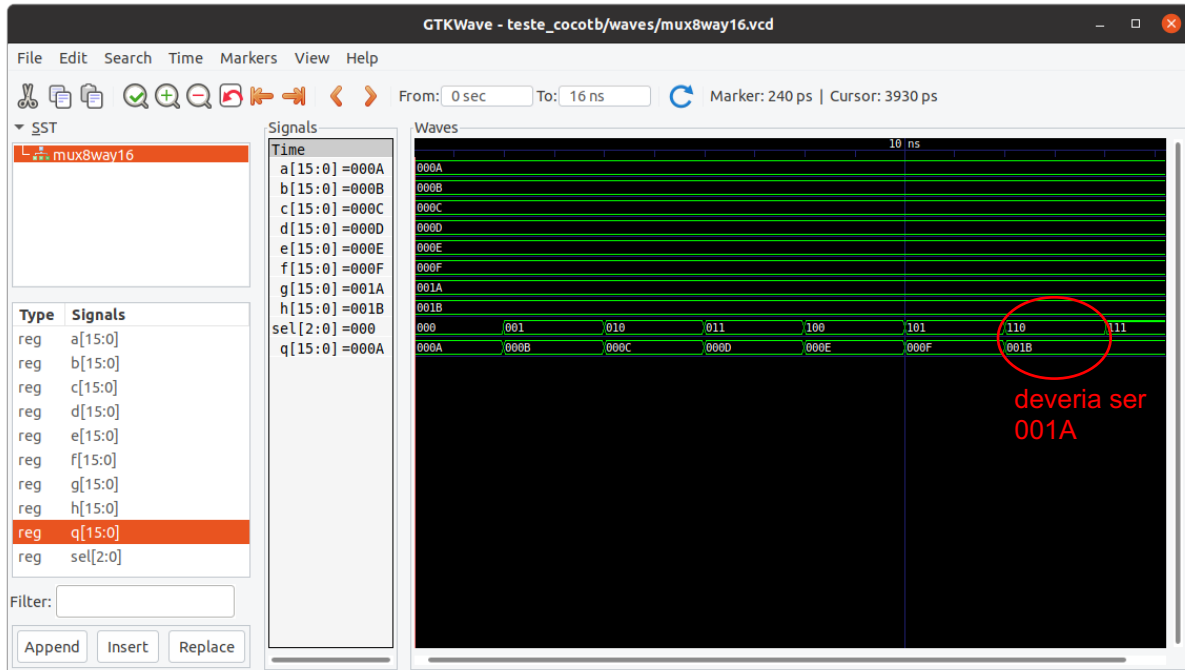 GTKWave - teste_cocotb/waves/mux8way16.vcd
File Edit Search Time Markers View Help
From: 0 sec To: 16 ns Marker: 240 ps | Cursor: 3930 ps
SST
mux8way16
Type Signals
reg a[15:0]
reg b[15:0]
reg c[15:0]
reg d[15:0]
reg e[15:0]
reg f[15:0]
reg g[15:0]
reg h[15:0]
reg q[15:0]
reg sel[2:0]
Filter:
Append Insert Replace
Signals
Time
a[15:0]=000A
b[15:0]=000B
c[15:0]=000C
d[15:0]=000D
e[15:0]=000E
f[15:0]=000F
g[15:0]=001A
h[15:0]=001B
sel[2:0]=000
q[15:0]=000A
Waves
10 ns
000A
000B
000C
000D
000E
000F
001A
001B
000 001 010 011 100 101 110 111
000A 000B 000C 000D 000E 000F 001B
deveria ser
001A